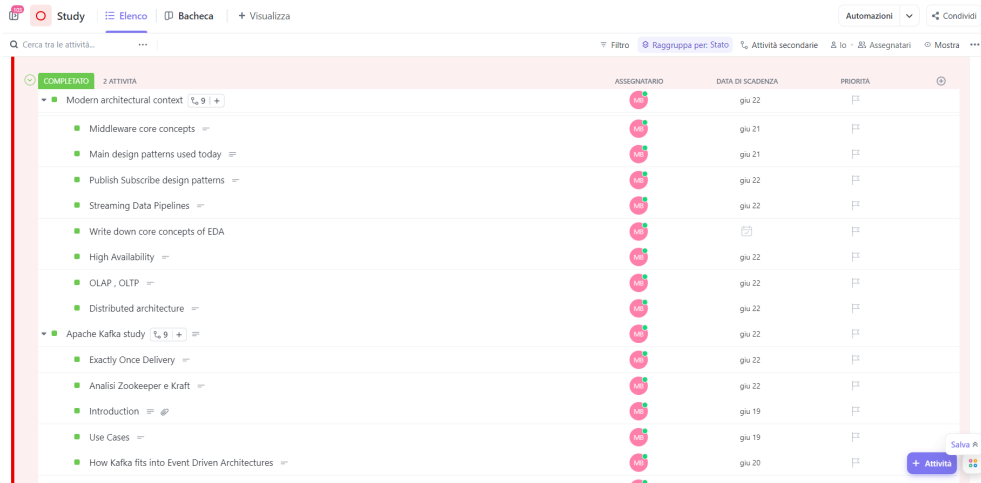 103
Study
Elenco
Bacheca
+ Visualizza
Automazioni
Condividi
Cerca tra le attività...
Filtro
Raggruppa per: Stato
Attività secondarie
Io
Assegnatari
Mostra
COMPLETATO 2 ATTIVITÀ ASSEGNATARIO DATA DI SCADENZA PRIORITÀ
Modern architectural context 9 + MB giu 22
Middleware core concepts MB giu 21
Main design patterns used today MB giu 21
Publish Subscribe design patterns MB giu 22
Streaming Data Pipelines MB giu 22
Write down core concepts of EDA MB
High Availability MB giu 22
OLAP , OLTP MB giu 22
Distributed architecture MB giu 22
Apache Kafka study 9 + MB giu 22
Exactly Once Delivery MB giu 22
Analisi Zookeeper e Kraft MB giu 22
Introduction MB giu 19
Use Cases MB giu 19
How Kafka fits into Event Driven Architectures MB giu 20
Salva
+ Attività